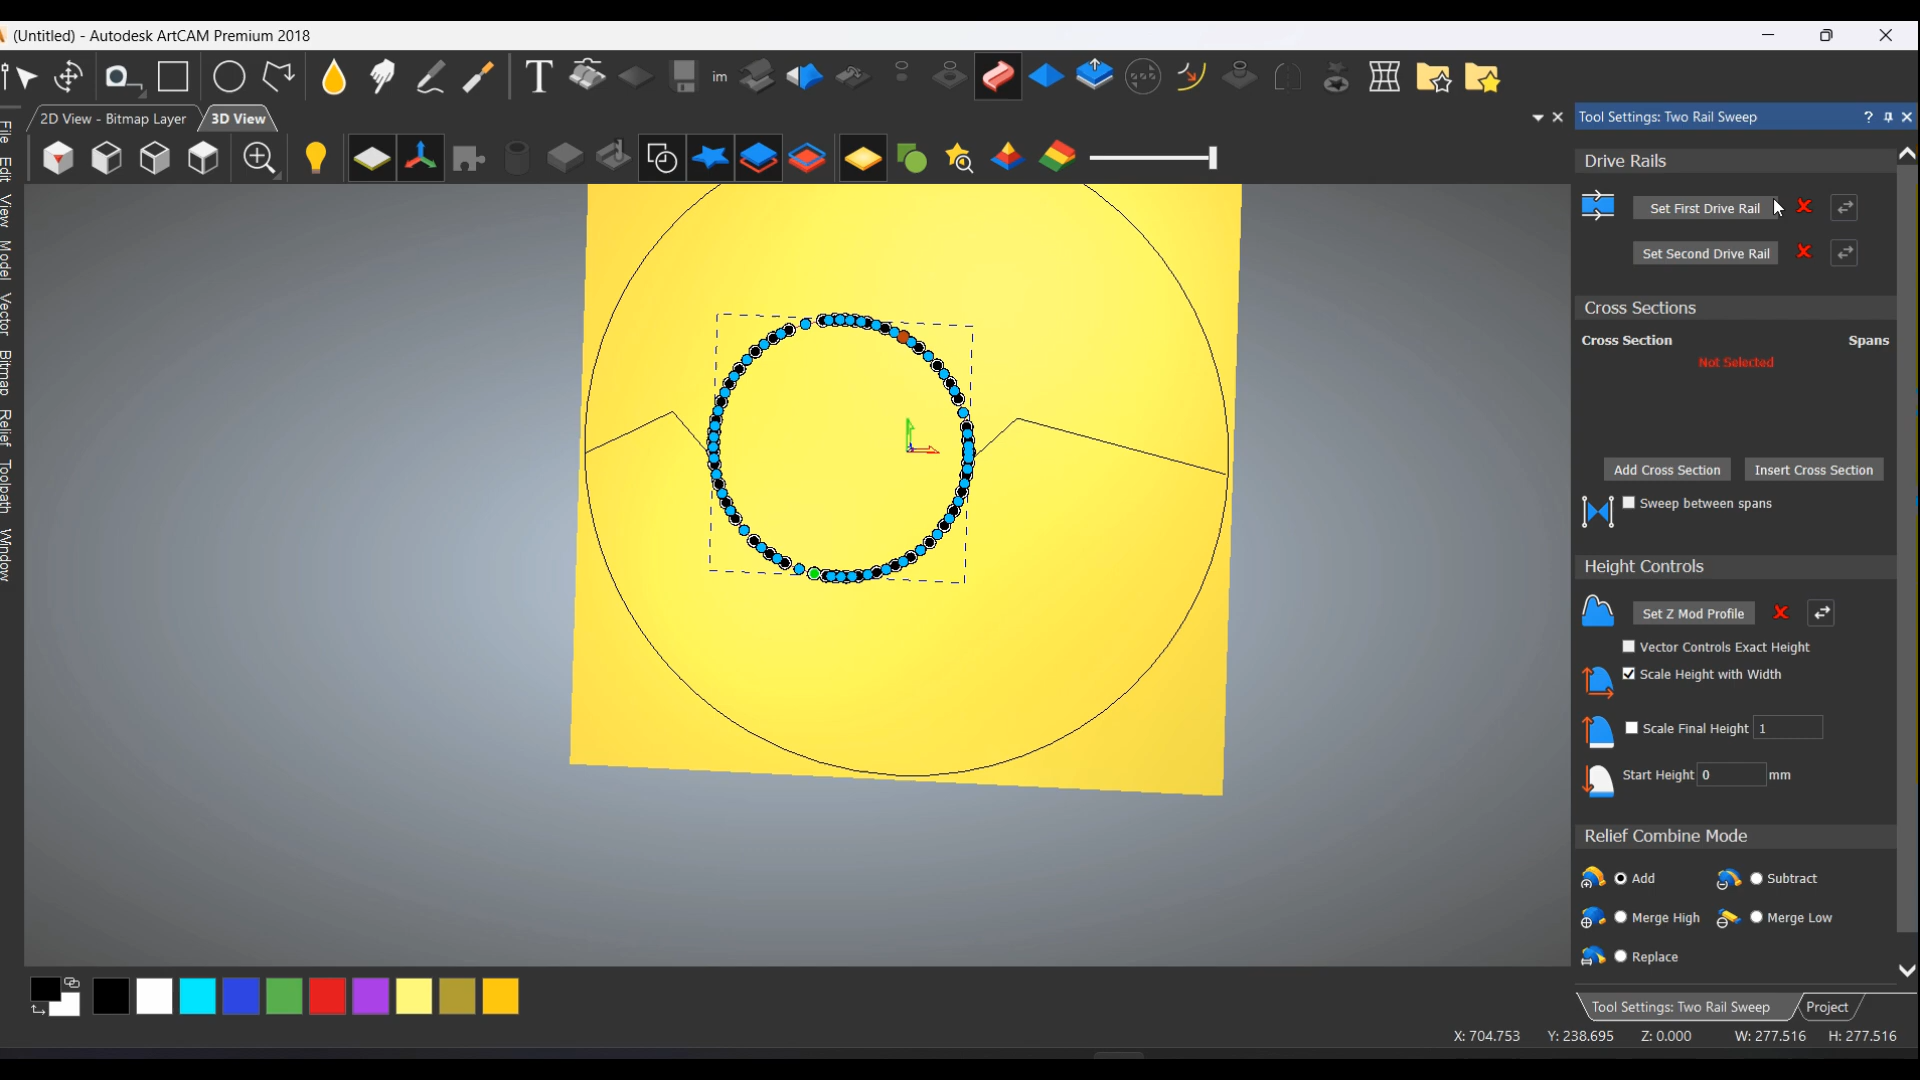 (Untitled) - Autodesk ArtCAM Premium 2018
T im
2D View - Bitmap Layer 3D View
Tool Settings: Two Rail Sweep
File
Edit
View
Model
Vector
Bitmap
Relief
Toolpath
Window
Drive Rails
Set First Drive Rail
Set Second Drive Rail
Cross Sections
Cross Section Spans
Not Selected
Add Cross Section Insert Cross Section
Sweep between spans
Height Controls
Set Z Mod Profile
Vector Controls Exact Height
Scale Height with Width
Scale Final Height 1
Start Height 0 mm
Relief Combine Mode
Add Subtract
Merge High Merge Low
Replace
Tool Settings: Two Rail Sweep Project
X: 704.753 Y: 238.695 Z: 0.000 W: 277.516 H: 277.516